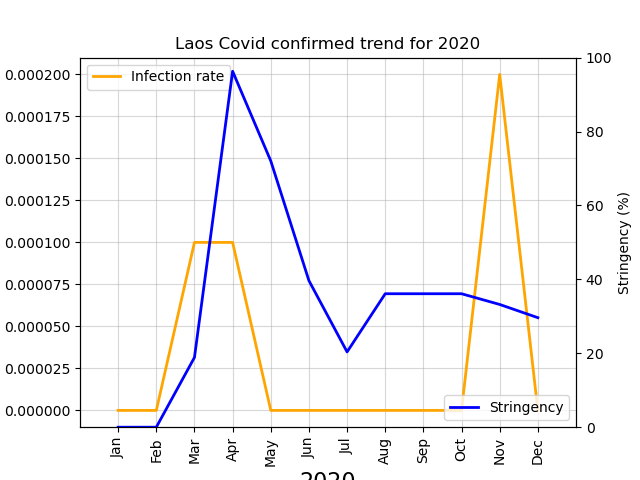 Laos Covid confirmed trend for 2020
Infection rate
0.000200
0.000175
0.000150
0.000125
0.000100
0.000075
0.000050
0.000025
0.000000
100
80
60
40
20
0
Stringency (%)
Stringency
Jan
Feb
Mar
Apr
May
Jun
Jul
Aug
Sep
Oct
Nov
Dec
2020